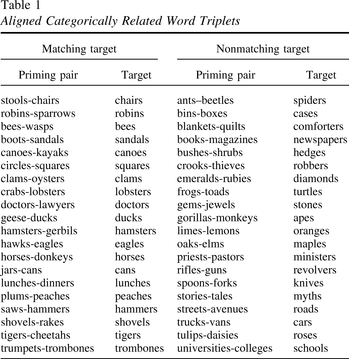 Table 1
Aligned Categorically Related Word Triplets
Matching target Nonmatching target
Priming pair Target Priming pair Target
stools-chairs chairs ants–beetles spiders
robins-sparrows robins bins-boxes cases
bees-wasps bees blankets-quilts comforters
boots-sandals sandals books-magazines newspapers
canoes-kayaks canoes bushes-shrubs hedges
circles-squares squares crooks-thieves robbers
clams-oysters clams emeralds-rubies diamonds
crabs-lobsters lobsters frogs-toads turtles
doctors-lawyers doctors gems-jewels stones
geese-ducks ducks gorillas-monkeys apes
hamsters-gerbils hamsters limes-lemons oranges
hawks-eagles eagles oaks-elms maples
horses-donkeys horses priests-pastors ministers
jars-cans cans rifles-guns revolvers
lunches-dinners lunches spoons-forks knives
plums-peaches peaches stories-tales myths
saws-hammers hammers streets-avenues roads
shovels-rakes shovels trucks-vans cars
tigers-cheetahs tigers tulips-daisies roses
trumpets-trombones trombones universities-colleges schools